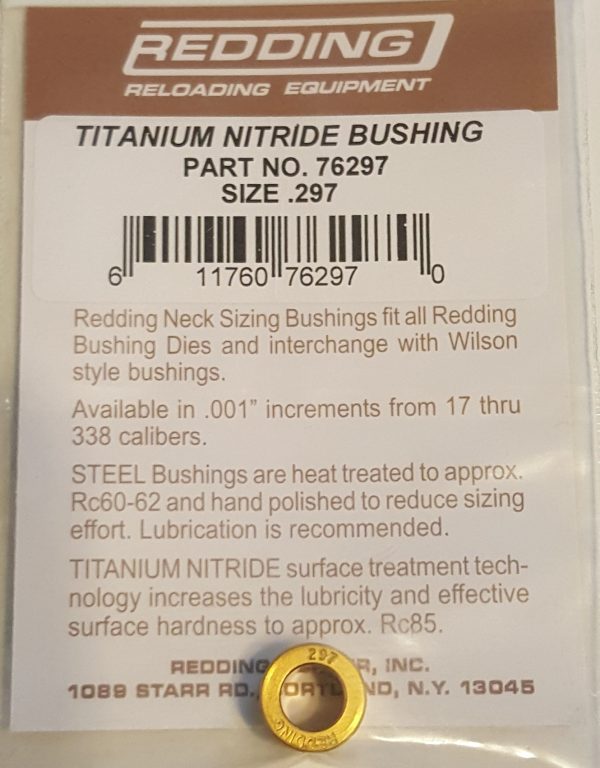 REDDING
RELOADING EQUIPMENT
TITANIUM NITRIDE BUSHING
PART NO. 76297
SIZE .297
6 11760 76297 0
Redding Neck Sizing Bushings fit all Redding
Bushing Dies and interchange with Wilson
style bushings.
Available in .001” increments from 17 thru
338 calibers.
STEEL Bushings are heat treated to approx.
Rc60-62 and hand polished to reduce sizing
effort. Lubrication is recommended.
TITANIUM NITRIDE surface treatment tech-
nology increases the lubricity and effective
surface hardness to approx. Rc85.
REDDING INC.
1089 STARR RD., N.Y. 13045
297
REDDING